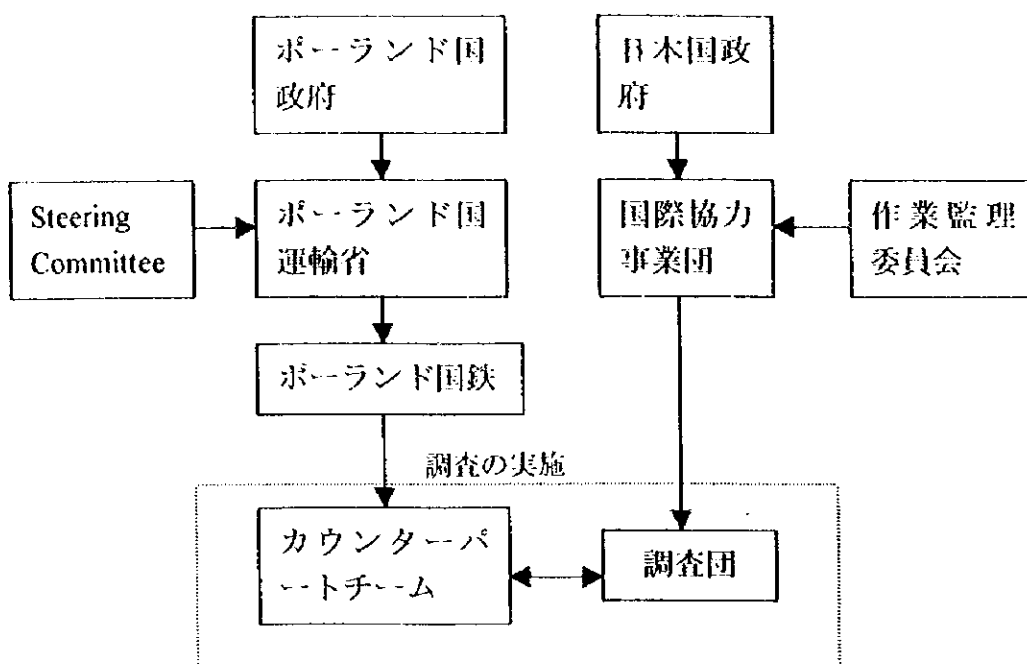 ポーランド国
政府
日本国政
府
Steering
Committee
ポーランド国
運輸省
国際協力
事業団
作業監理
委員会
ポーランド国鉄
調査の実施
カウンターパ
ートチーム
調査団